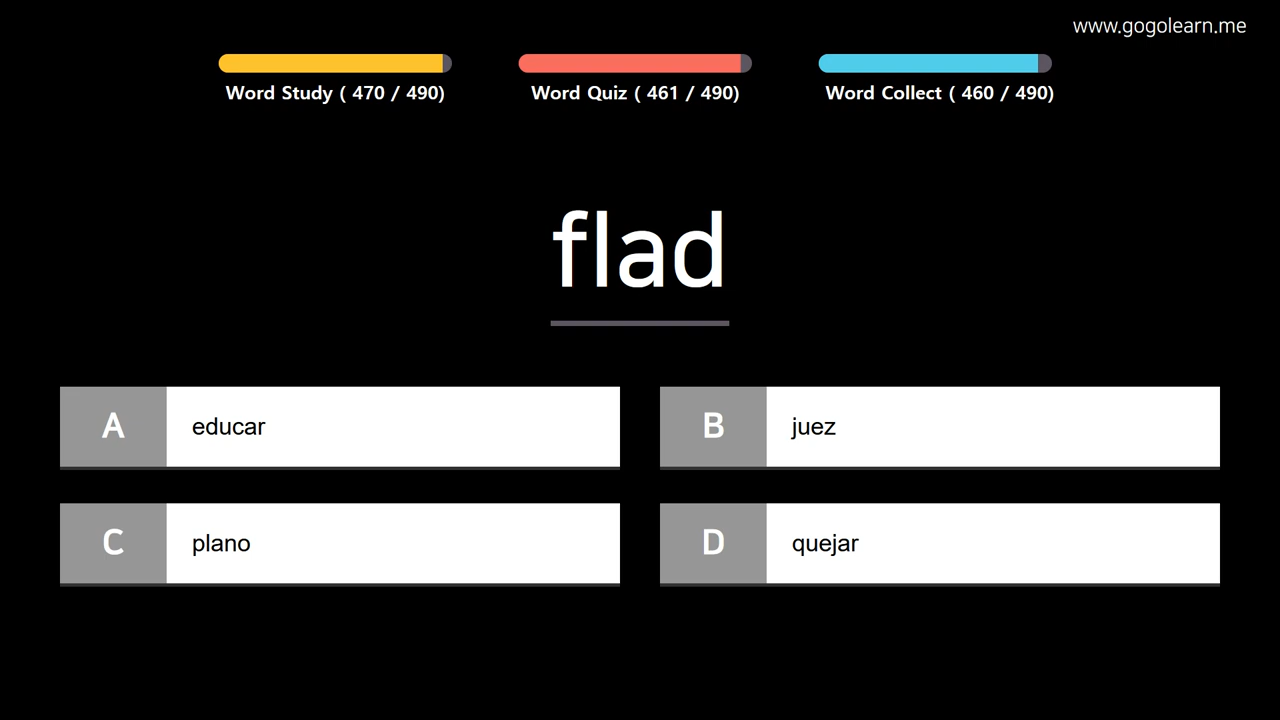 www.gogolearn.me
Word Study ( 470 / 490)
Word Quiz ( 461 / 490)
Word Collect ( 460 / 490)
flad
A educar
B juez
C plano
D quejar